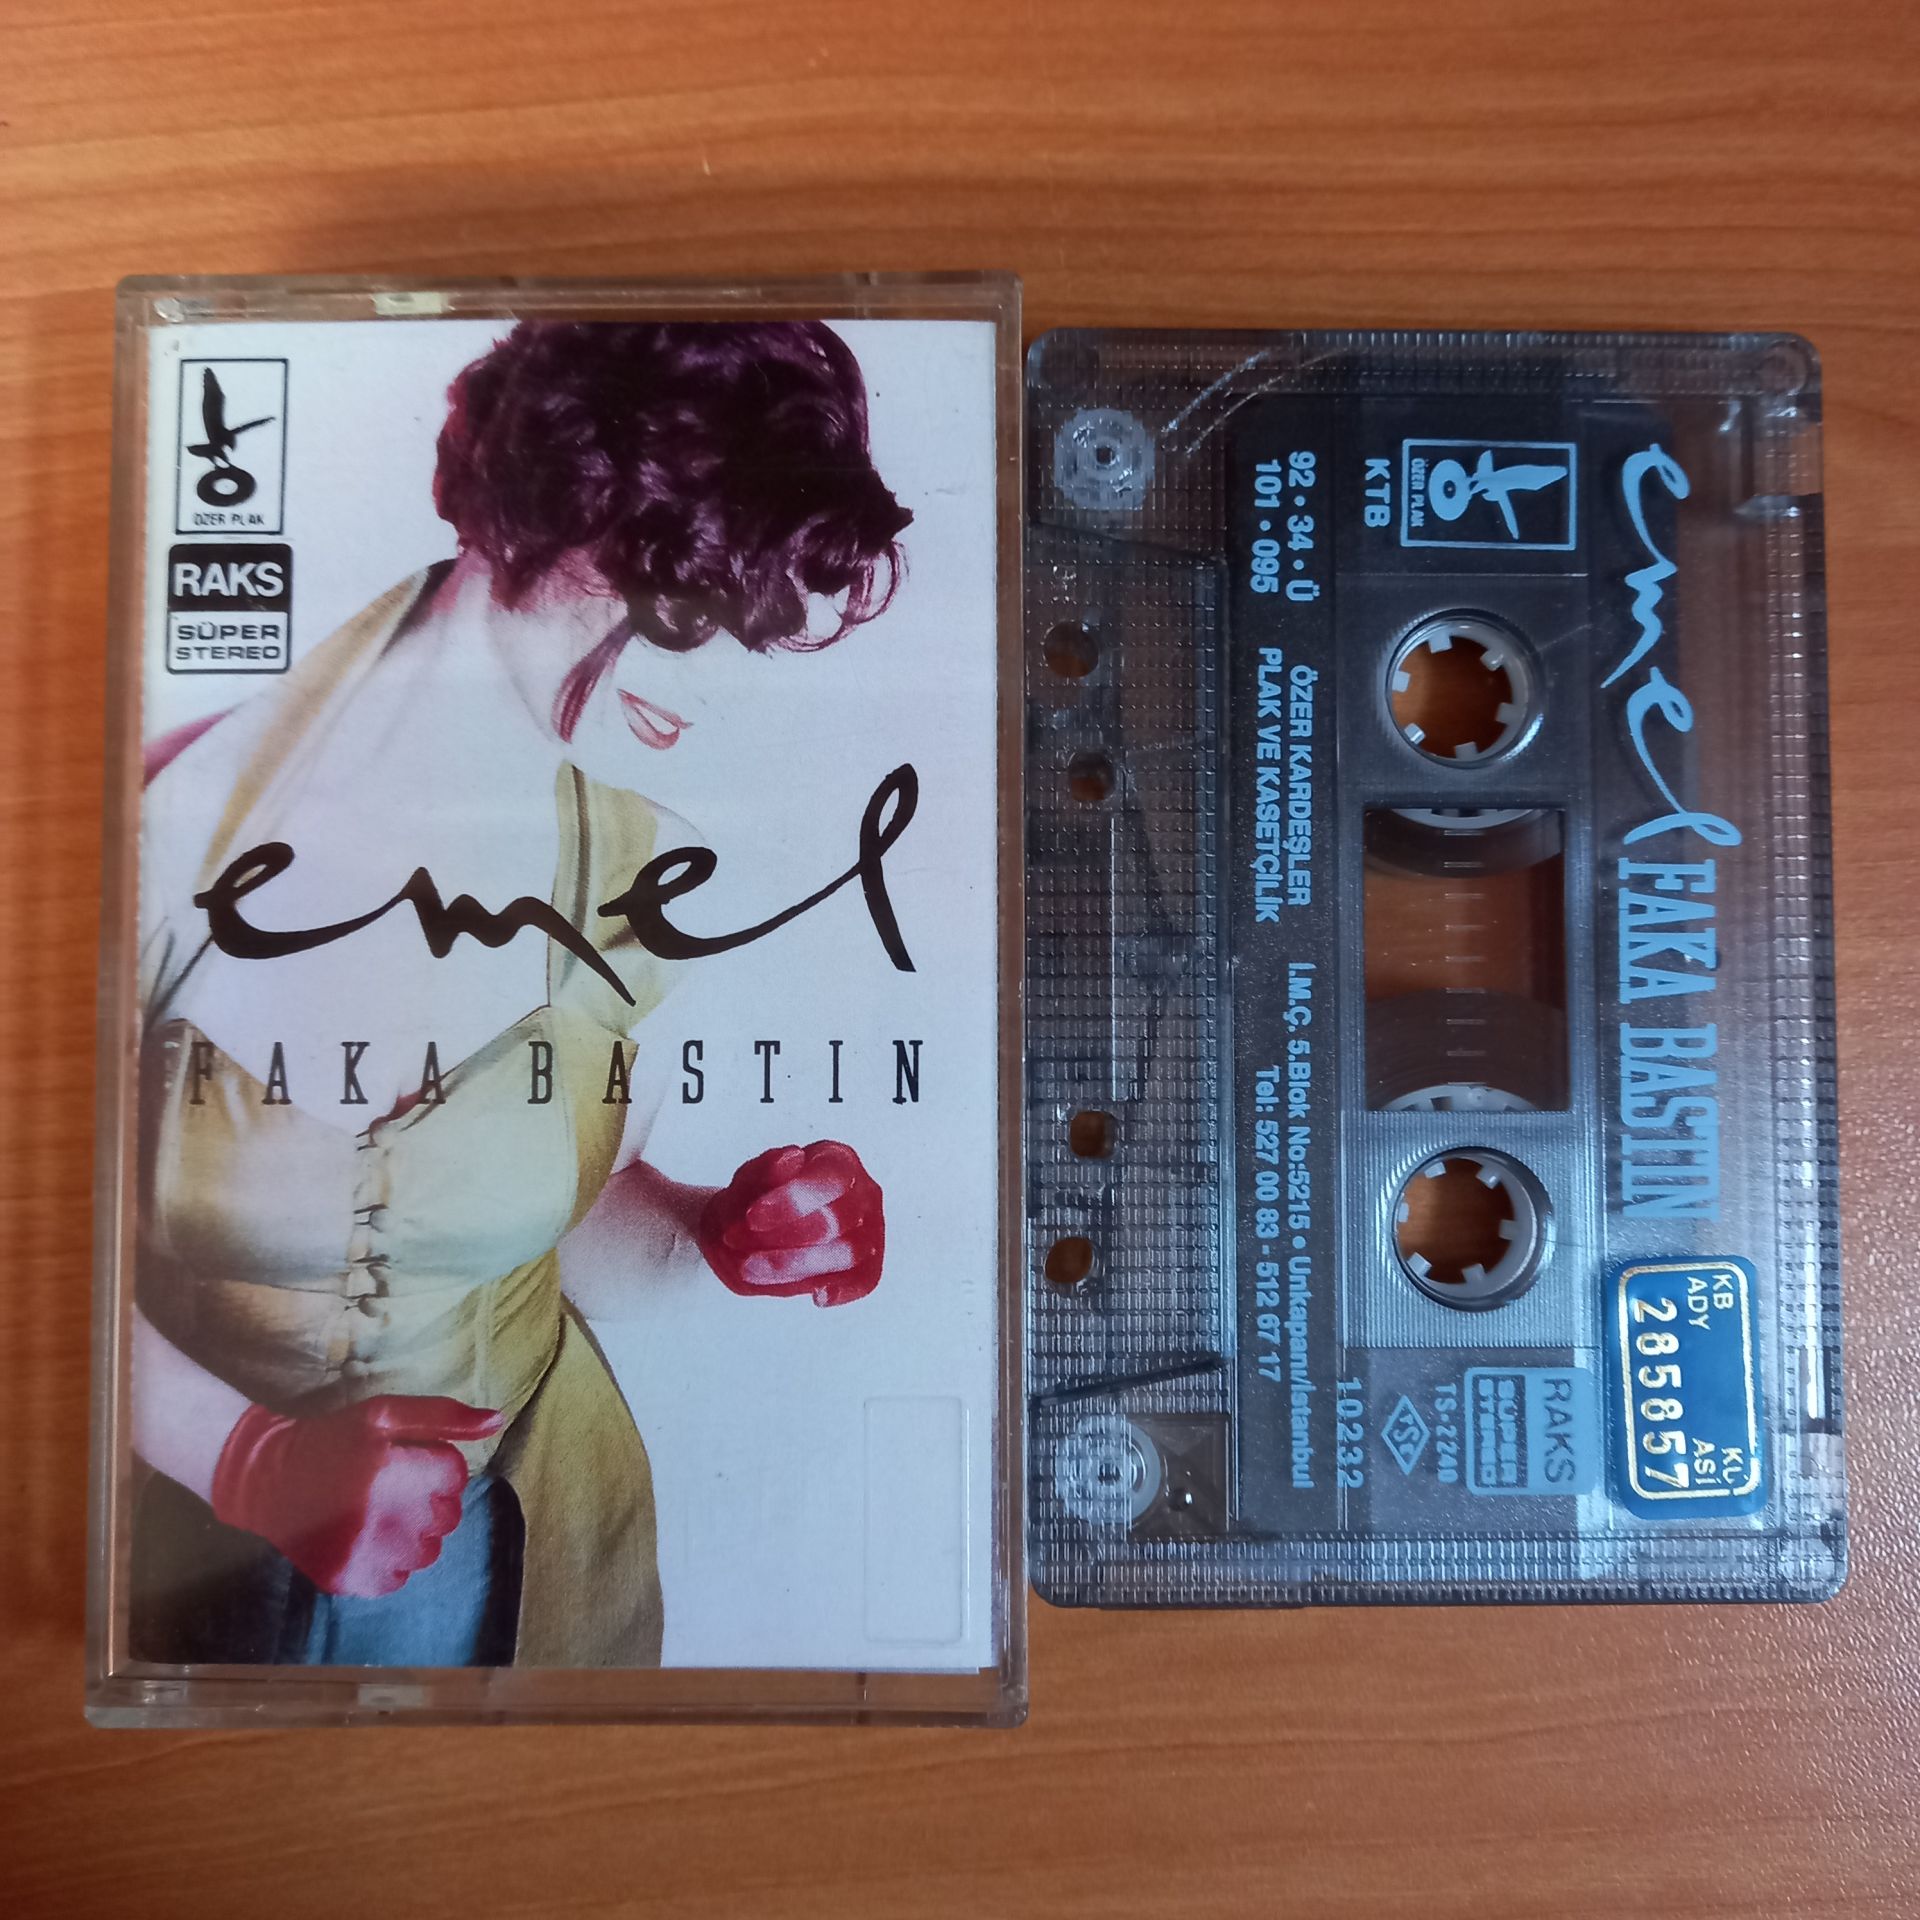 ÖZER PLAK
RAKS
SÜPER
STEREO
emel
FAKA BASTIN
emel FAKA BASTIN
ÖZER PLAK
KTB
92 • 34 • Ü
101 • 095
ÖZER KARDEŞLER
PLAK VE KASETÇİLİK
İ.M.Ç. 5.Blok No:5215 • Unkapanı/Istanbul
Tel: 527 00 83 - 512 67 17
10232
TS-2240
RAKS
SÜPER
STEREO
KB
ADY
285857
KL
ASİ